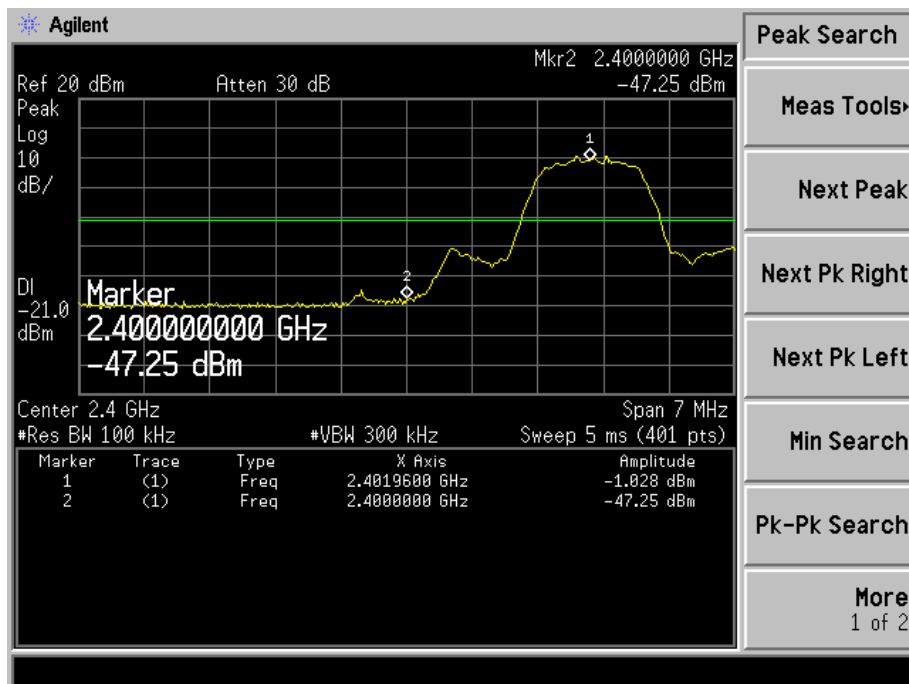 Agilent
Mkr2 2.4000000 GHz
Ref 20 dBm Atten 30 dB -47.25 dBm
Peak
Log
10
dB/
1
2
DI
-21.0
dBm
Marker
2.400000000 GHz
-47.25 dBm
Center 2.4 GHz Span 7 MHz
#Res BW 100 kHz #VBW 300 kHz Sweep 5 ms (401 pts)
Marker Trace Type X Axis Amplitude
1 (1) Freq 2.4019600 GHz -1.028 dBm
2 (1) Freq 2.4000000 GHz -47.25 dBm
Peak Search
Meas Tools
Next Peak
Next Pk Right
Next Pk Left
Min Search
Pk-Pk Search
More
1 of 2